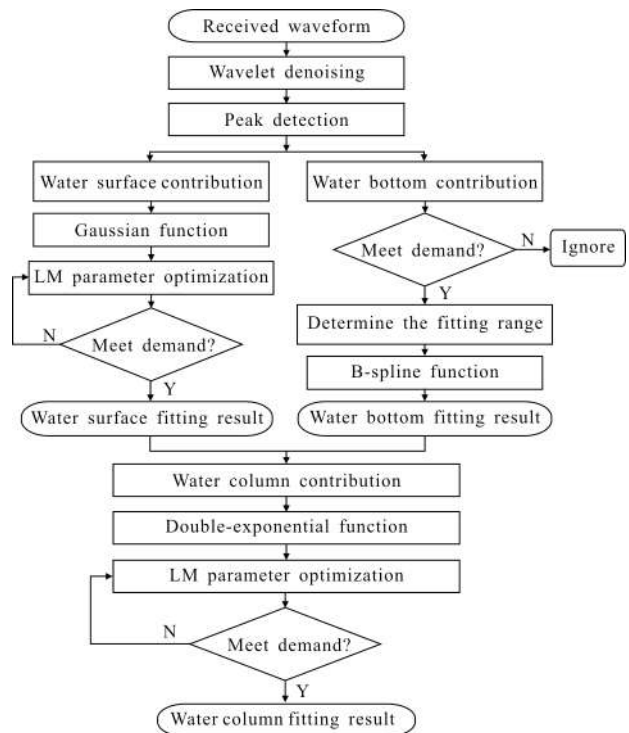 Received waveform
Wavelet denoising
Peak detection
Water surface contribution
Water bottom contribution
Gaussian function
Meet demand?
N
Ignore
LM parameter optimization
Y
N
Meet demand?
Determine the fitting range
Y
B-spline function
Water surface fitting result
Water bottom fitting result
Water column contribution
Double-exponential function
LM parameter optimization
N
Meet demand?
Y
Water column fitting result